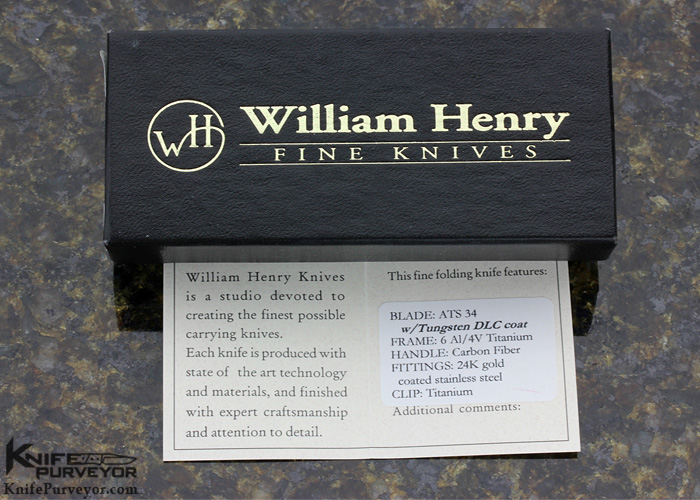 WH
William Henry
FINE KNIVES
William Henry Knives
is a studio devoted to
creating the finest possible
carrying knives.
Each knife is produced with
state of the art technology
and materials, and finished
with expert craftsmanship
and attention to detail.
This fine folding knife features:
BLADE: ATS 34
w/Tungsten DLC coat
FRAME: 6 Al/4V Titanium
HANDLE: Carbon Fiber
FITTINGS: 24K gold
coated stainless steel
CLIP: Titanium
Additional comments:
KNIFE
PURVEYOR
KnifePurveyor.com